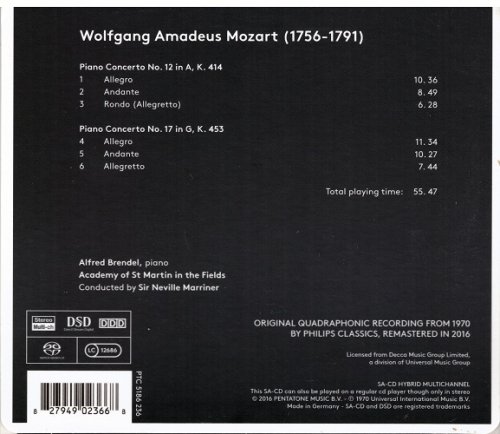 Wolfgang Amadeus Mozart (1756-1791)
Piano Concerto No. 12 in A, K. 414
1 Allegro 10. 36
2 Andante 8. 49
3 Rondo (Allegretto) 6. 28
Piano Concerto No. 17 in G, K. 453
4 Allegro 11. 34
5 Andante 10. 27
6 Allegretto 7. 44
Total playing time: 55. 47
Alfred Brendel, piano
Academy of St Martin in the Fields
Conducted by Sir Neville Marriner
Stereo
Multi-ch
DSD
Direct Stream Digital
DDD
SACD
LC 12686
PTC 5186 236
8 27949 02366 8
ORIGINAL QUADROPHONIC RECORDING FROM 1970
BY PHILIPS CLASSICS, REMASTERED IN 2016
Licensed from Decca Music Group Limited,
a division of Universal Music Group
SA-CD HYBRID MULTICHANNEL
This SA-CD can also be played on a regular cd player though only in stereo
© 2016 PENTATONE MUSIC B.V. - ℗ 1970 Universal International Music B.V.
Made in Germany - SA-CD and DSD are registered trademarks